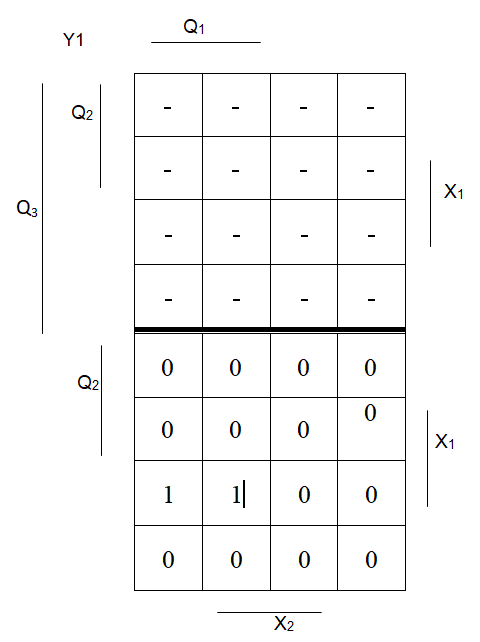 Y1 Q1
Q2 - - - -
- - - - X1
Q3 - - - -
- - - -
Q2 0 0 0 0
0 0 0 0 X1
1 1 0 0
0 0 0 0
X2